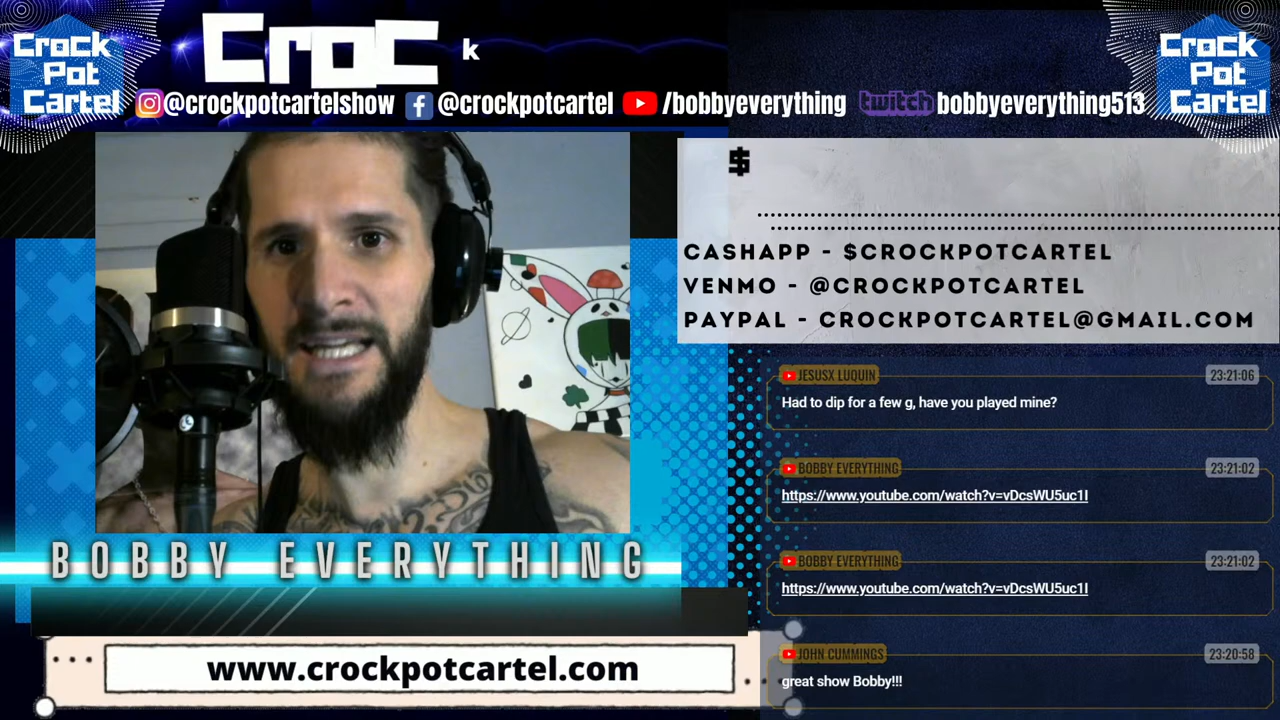 Crock
Pot
Cartel
Croc k
@crockpotcartelshow @crockpotcartel /bobbyeverything twitch bobbyeverything513
Crock
Pot
Cartel
$
CASHAPP - $CROCKPOTCARTEL
VENMO - @CROCKPOTCARTEL
PAYPAL - CROCKPOTCARTEL@GMAIL.COM
JESUSX LUQUIN 23:21:06
Had to dip for a few g, have you played mine?
BOBBY EVERYTHING 23:21:02
https://www.youtube.com/watch?v=vDcsWU5uc1I
BOBBY EVERYTHING 23:21:02
https://www.youtube.com/watch?v=vDcsWU5uc1I
JOHN CUMMINGS 23:20:58
great show Bobby!!!
BOBBY EVERYTHING
www.crockpotcartel.com